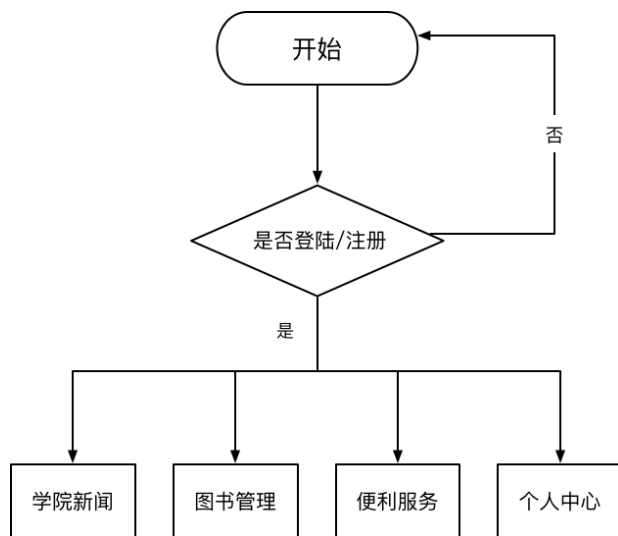 开始
否
是否登陆/注册
是
学院新闻
图书管理
便利服务
个人中心